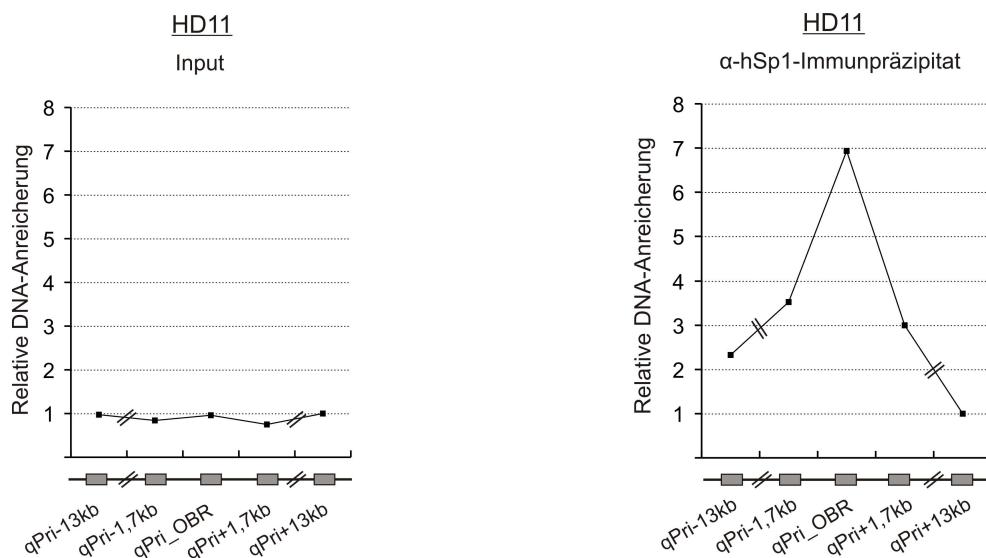 HD11
Input
Relative DNA-Anreicherung
8
7
6
5
4
3
2
1
qPri-13kb
qPri-1,7kb
qPri_OBR
qPri+1,7kb
qPri+13kb
HD11
α-hSp1-Immunpräzipitat
Relative DNA-Anreicherung
8
7
6
5
4
3
2
1
qPri-13kb
qPri-1,7kb
qPri_OBR
qPri+1,7kb
qPri+13kb